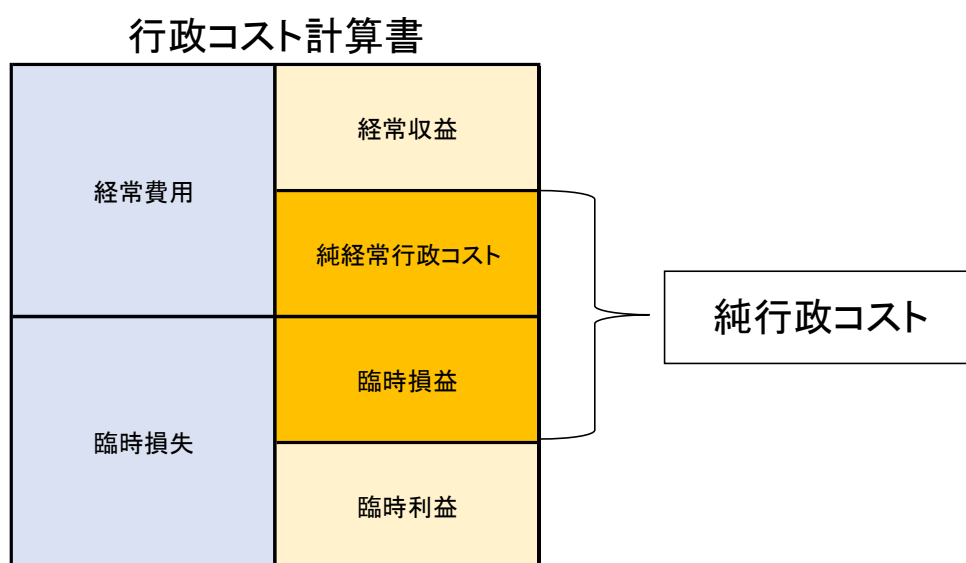 行政コスト計算書
経常費用
経常収益
純経常行政コスト
純行政コスト
臨時損失
臨時損益
臨時利益